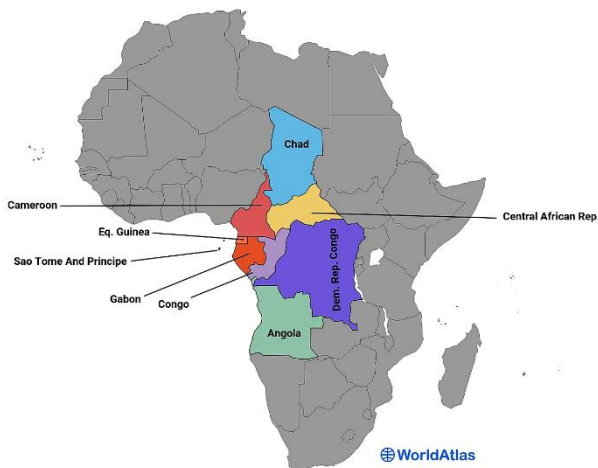 Chad
Cameroon
Central African Rep.
Eq. Guinea
Sao Tome And Principe
Gabon
Congo
Dem. Rep. Congo
Angola
WorldAtlas